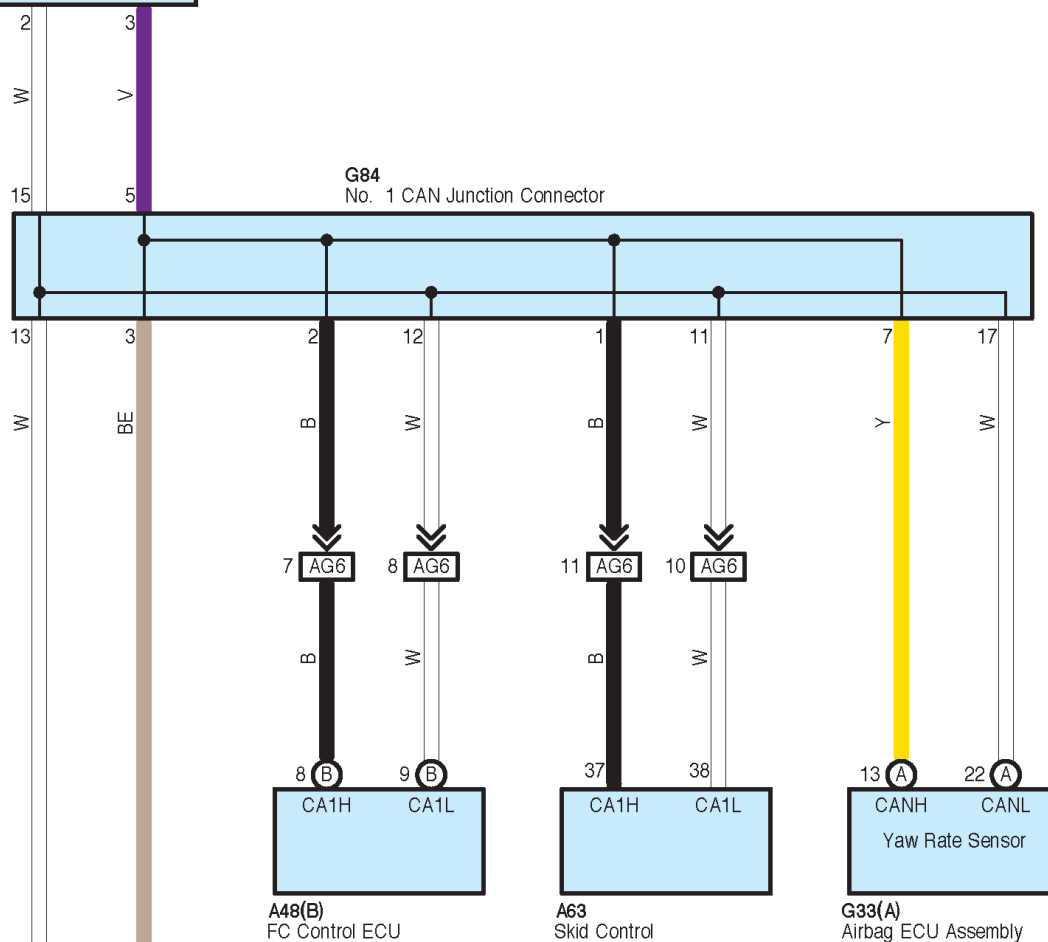 2 3
W V
G84
No. 1 CAN Junction Connector
15 5
13 3 2 12 1 11 7 17
W BE B W B W Y W
7 AG6 8 AG6 11 AG6 10 AG6
B W B W
8 B 9 B 37 38 13 A 22 A
CA1H CA1L CA1H CA1L CANH CANL
Yaw Rate Sensor
A48(B) A63 G33(A)
FC Control ECU Skid Control Airbag ECU Assembly